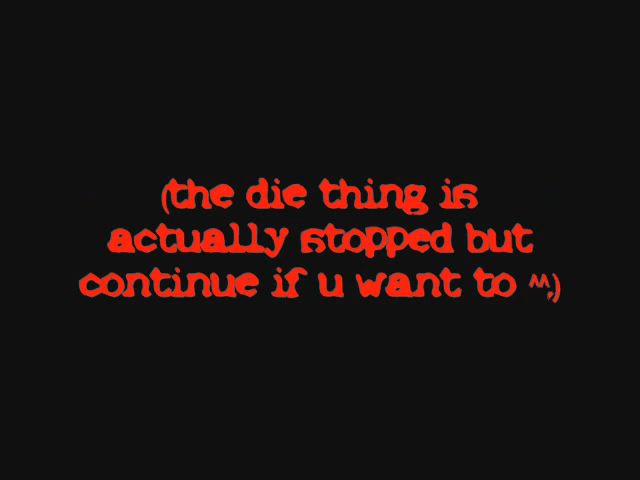 (the die thing is
actually stopped but
continue if u want to ^^;)